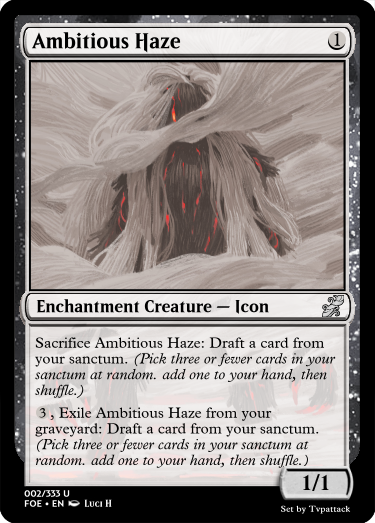 Ambitious Haze 1
Enchantment Creature — Icon
Sacrifice Ambitious Haze: Draft a card from
your sanctum. (Pick three or fewer cards in your
sanctum at random. add one to your hand, then
shuffle.)
3 , Exile Ambitious Haze from your
graveyard: Draft a card from your sanctum.
(Pick three or fewer cards in your sanctum at
random. add one to your hand, then shuffle.)
1/1
002/333 U
FOE • EN Luci H
Set by Tvpattack